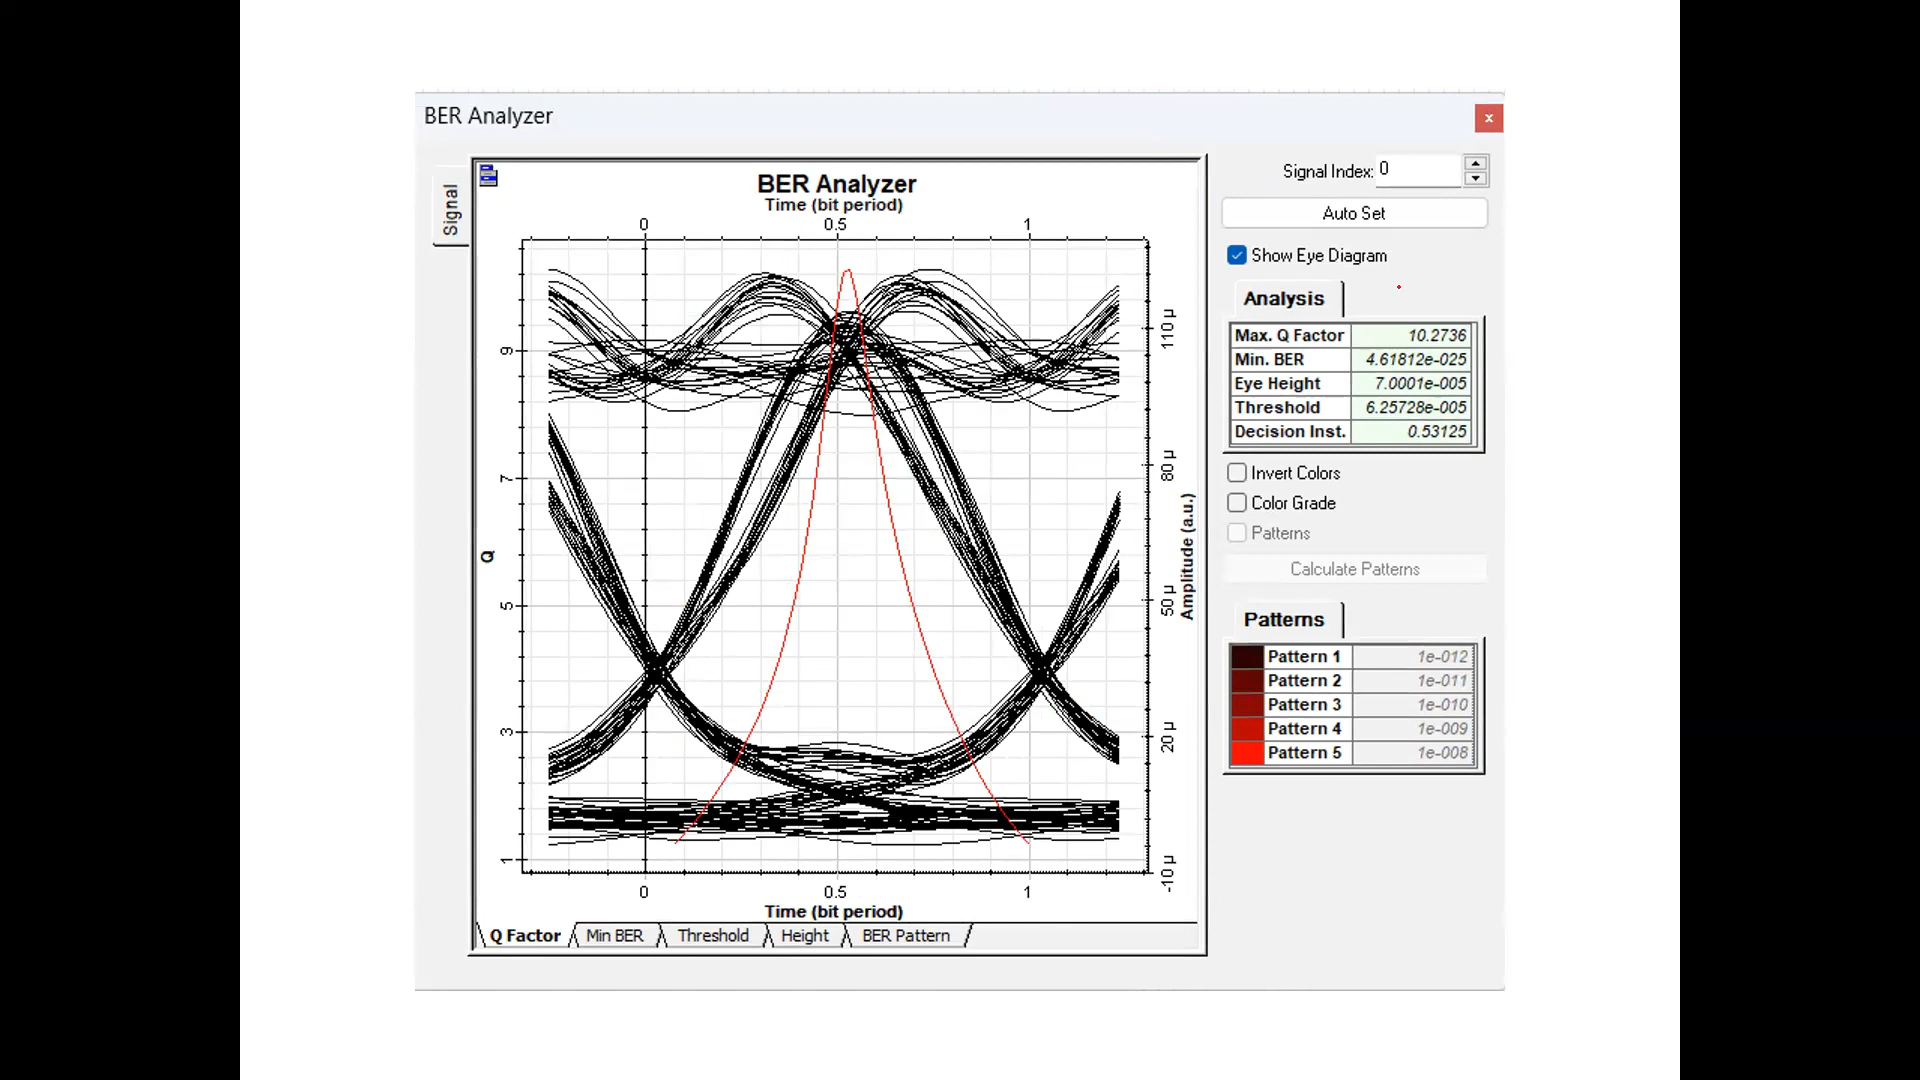 BER Analyzer
x
Signal
BER Analyzer
Time (bit period)
0 0.5 1
Q
9
7
5
3
1
110 µ
80 µ
50 µ
20 µ
-10 µ
Amplitude (a.u.)
0 0.5 1
Time (bit period)
Q Factor Min BER Threshold Height BER Pattern
Signal Index: 0
Auto Set
Show Eye Diagram
Analysis
Max. Q Factor 10.2736
Min. BER 4.61812e-025
Eye Height 7.0001e-005
Threshold 6.25728e-005
Decision Inst. 0.53125
Invert Colors
Color Grade
Patterns
Calculate Patterns
Patterns
Pattern 1 1e-012
Pattern 2 1e-011
Pattern 3 1e-010
Pattern 4 1e-009
Pattern 5 1e-008